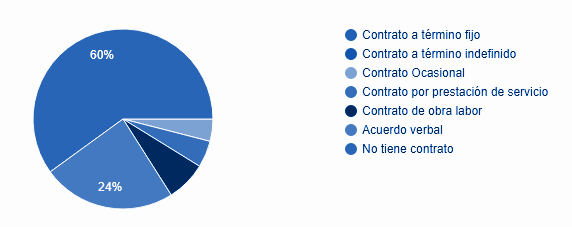 60%
24%
Contrato a término fijo
Contrato a término indefinido
Contrato Ocasional
Contrato por prestación de servicio
Contrato de obra labor
Acuerdo verbal
No tiene contrato